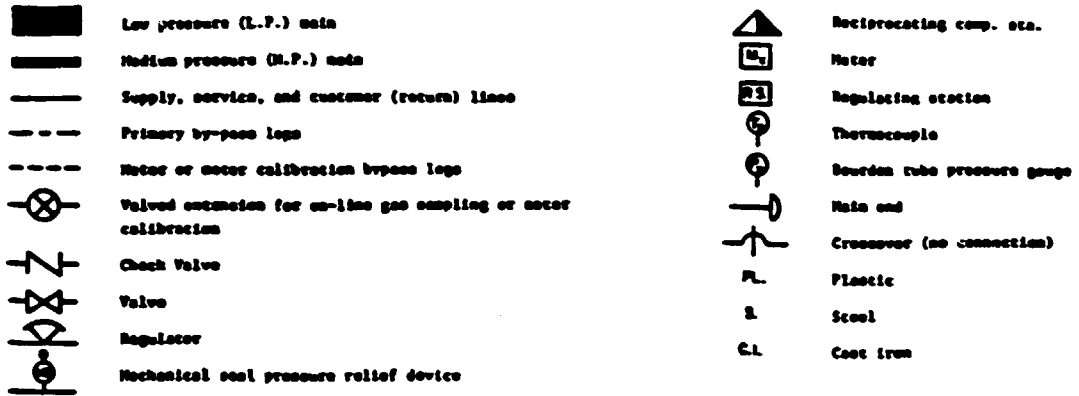 Low pressure (L.P.) main
Medium pressure (M.P.) main
Supply, service, and customer (return) lines
Primary by-pass legs
Meter or meter calibration bypass legs
Valved extension for on-line gas sampling or meter
calibration
Check Valve
Valve
Regulator
Mechanical seal pressure relief device
Reciprocating comp. sta.
Meter
RS
Regulating station
Thermocouple
Bourdon tube pressure gauge
Main end
Crossover (no connection)
PL.
Plastic
S.
Steel
C.I.
Cast iron